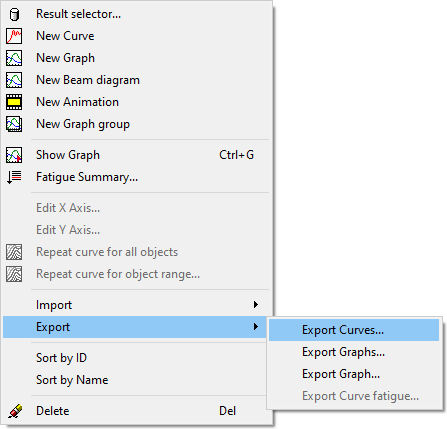 Result selector...
New Curve
New Graph
New Beam diagram
New Animation
New Graph group
Show Graph Ctrl+G
Fatigue Summary...
Edit X Axis...
Edit Y Axis...
Repeat curve for all objects
Repeat curve for object range...
Import
Export
Sort by ID
Sort by Name
Delete Del
Export Curves...
Export Graphs...
Export Graph...
Export Curve fatigue...